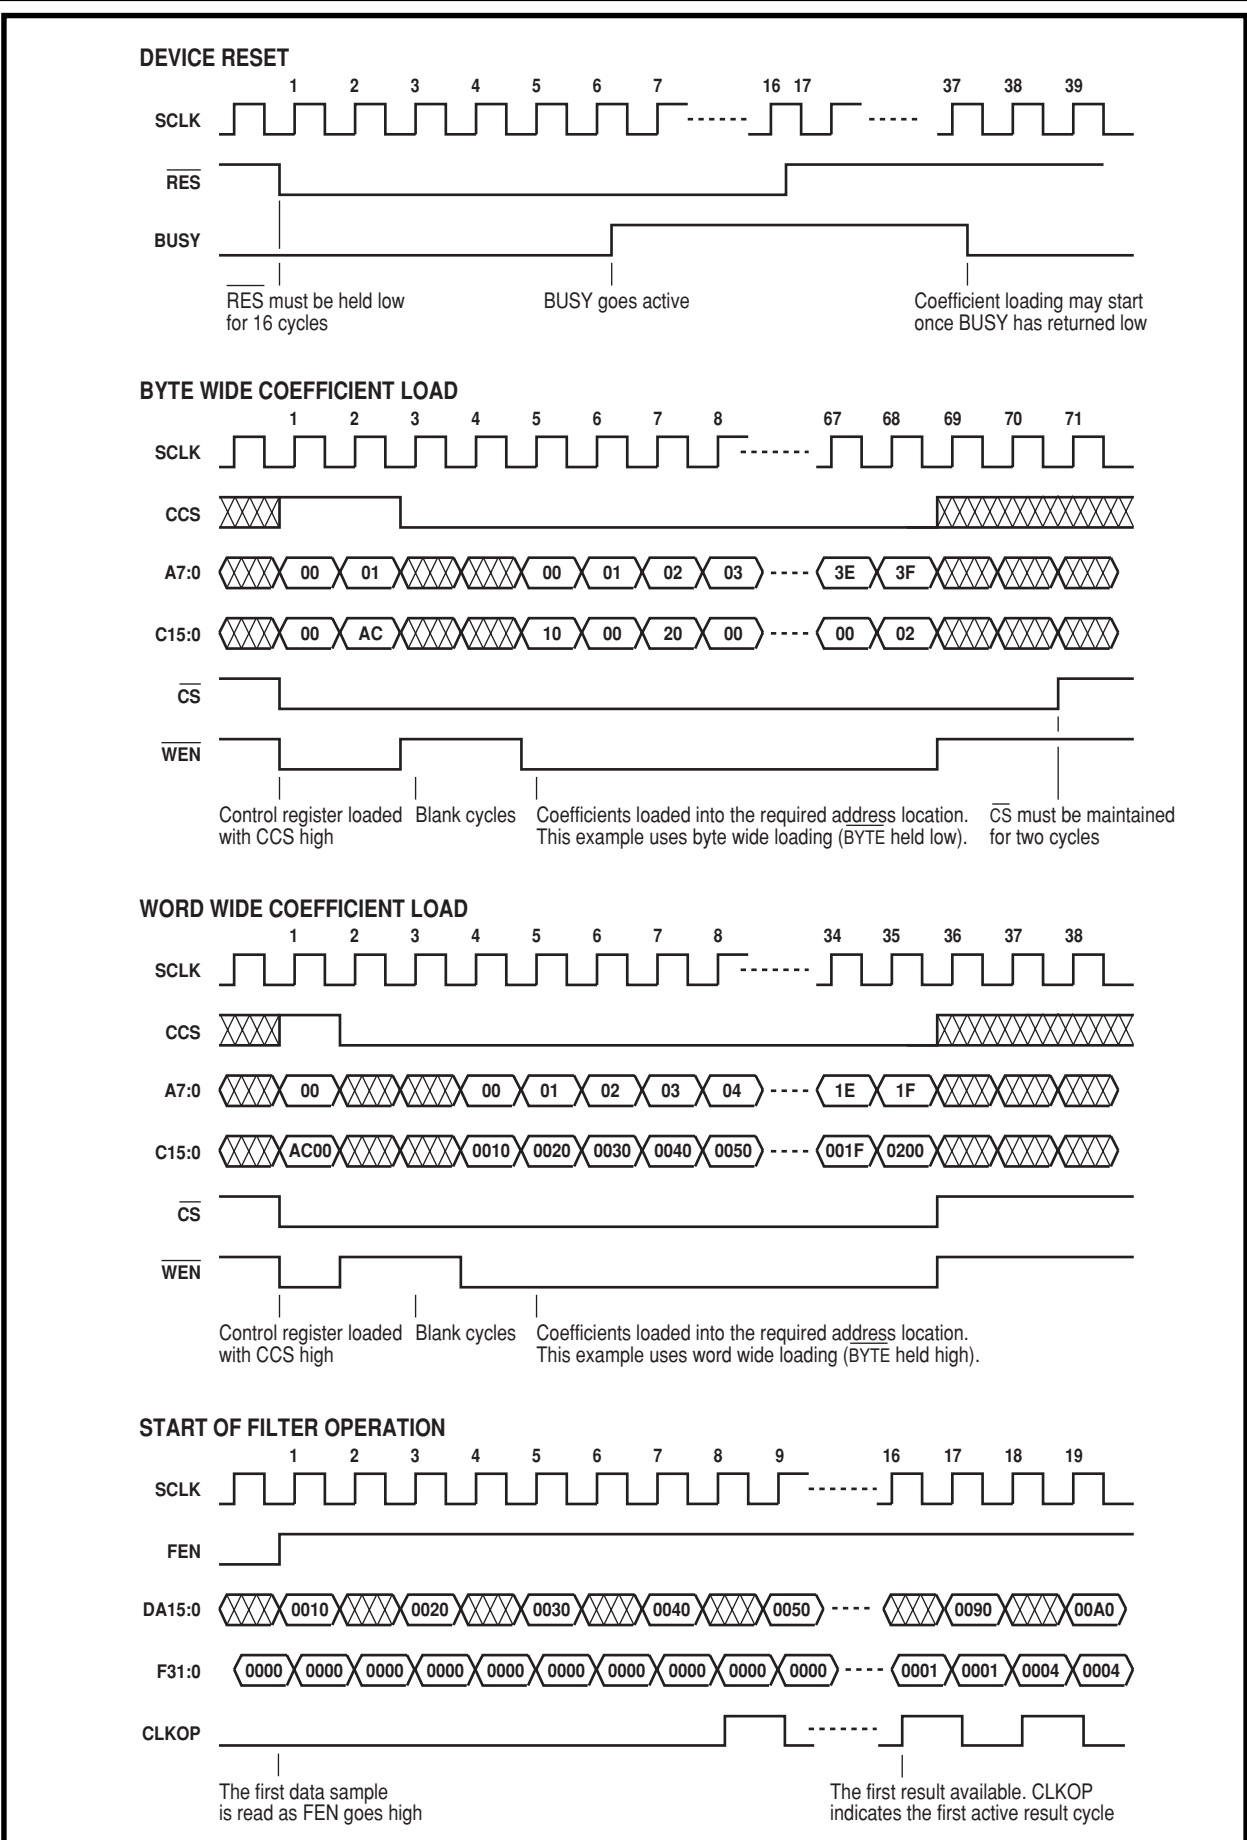 DEVICE RESET
1 2 3 4 5 6 7 16 17 37 38 39
SCLK
RES
BUSY
RES must be held low
for 16 cycles
BUSY goes active
Coefficient loading may start
once BUSY has returned low
BYTE WIDE COEFFICIENT LOAD
1 2 3 4 5 6 7 8 67 68 69 70 71
SCLK
CCS
A7:0 00 01 00 01 02 03 3E 3F
C15:0 00 AC 10 00 20 00 00 02
CS
WEN
Control register loaded
with CCS high
Blank cycles
Coefficients loaded into the required address location.
This example uses byte wide loading (BYTE held low).
CS must be maintained
for two cycles
WORD WIDE COEFFICIENT LOAD
1 2 3 4 5 6 7 8 34 35 36 37 38
SCLK
CCS
A7:0 00 00 01 02 03 04 1E 1F
C15:0 AC00 0010 0020 0030 0040 0050 001F 0200
CS
WEN
Control register loaded
with CCS high
Blank cycles
Coefficients loaded into the required address location.
This example uses word wide loading (BYTE held high).
START OF FILTER OPERATION
1 2 3 4 5 6 7 8 9 16 17 18 19
SCLK
FEN
DA15:0 0010 0020 0030 0040 0050 0090 00A0
F31:0 0000 0000 0000 0000 0000 0000 0000 0000 0000 0000 0001 0001 0004 0004
CLKOP
The first data sample
is read as FEN goes high
The first result available. CLKOP
indicates the first active result cycle